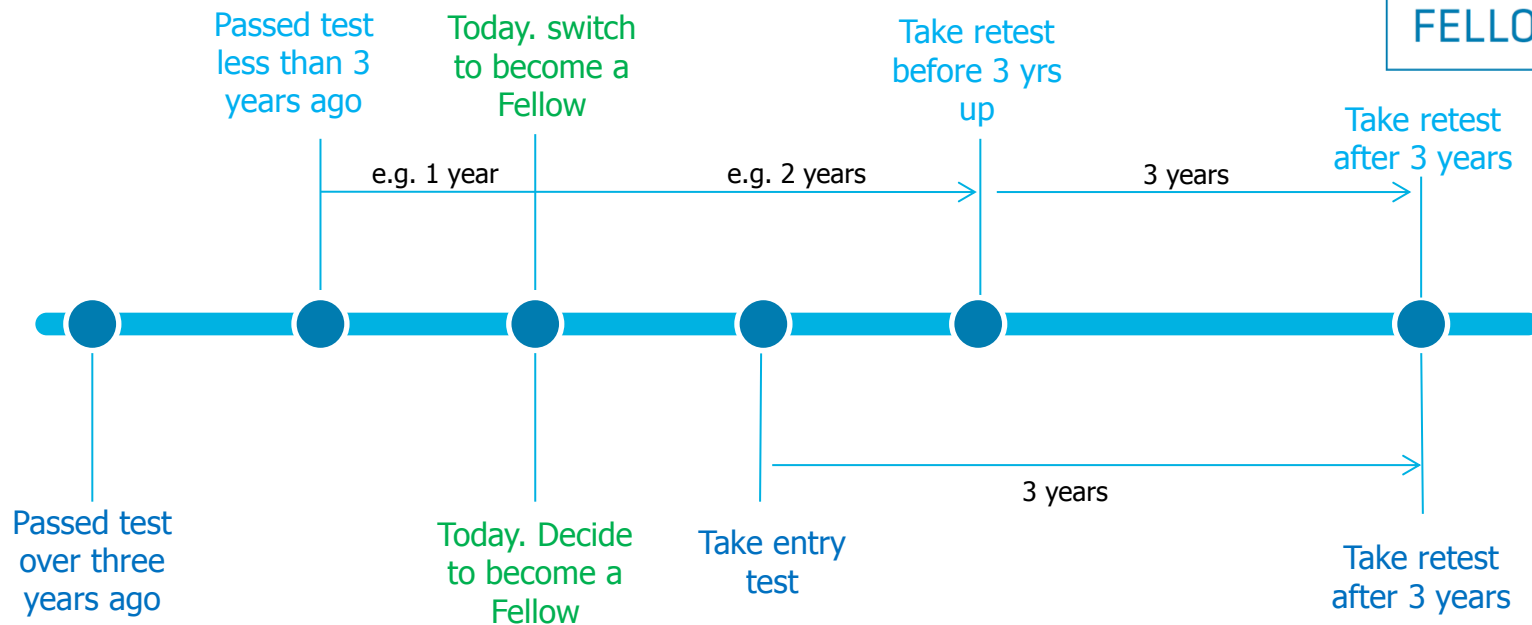 Passed test
less than 3
years ago
Today. switch
to become a
Fellow
Take retest
before 3 yrs
up
FELLO
Take retest
after 3 years
e.g. 1 year
e.g. 2 years
3 years
3 years
Passed test
over three
years ago
Today. Decide
to become a
Fellow
Take entry
test
Take retest
after 3 years